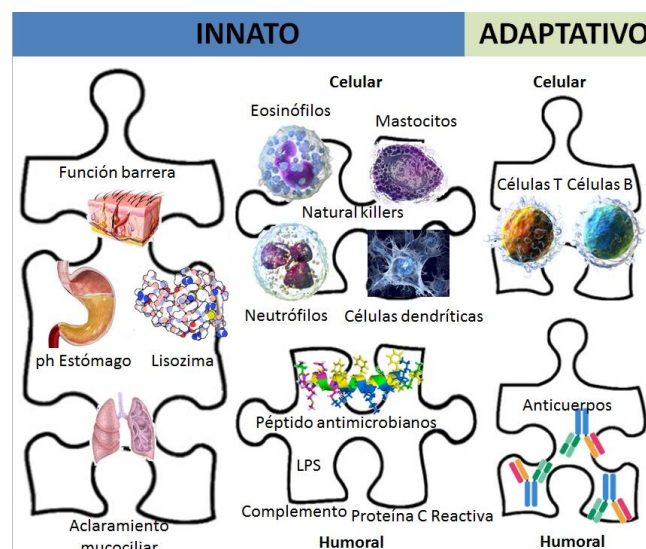 INNATO
ADAPTATIVO
Función barrera
ph Estómago
Lisozima
Aclaramiento
mucociliar
Celular
Eosinófilos
Mastocitos
Natural killers
Neutrófilos
Células dendríticas
Péptido antimicrobianos
LPS
Complemento
Proteína C Reactiva
Humoral
Celular
Células T
Células B
Anticuerpos
Humoral